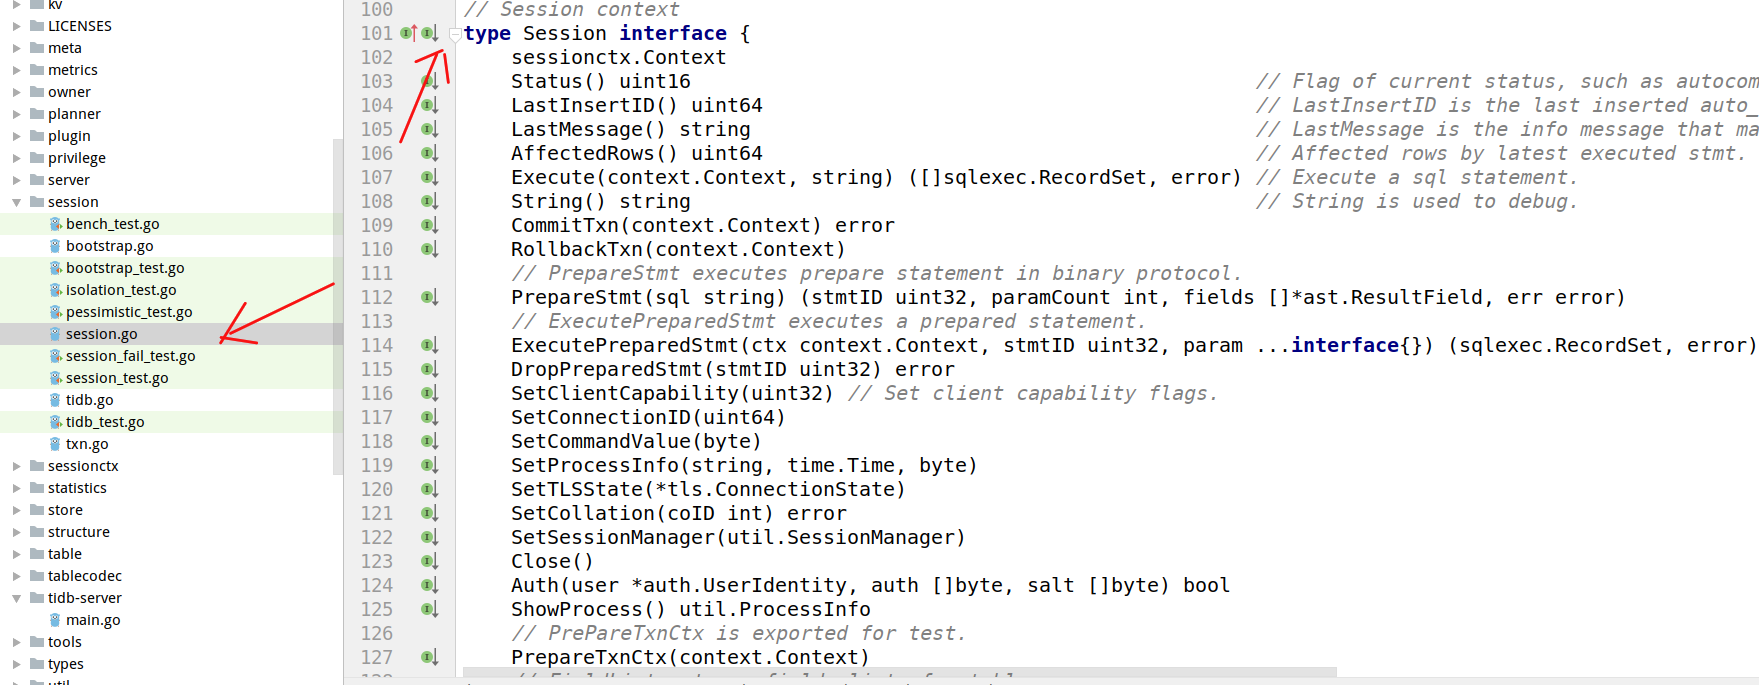 kv
LICENSES
meta
metrics
owner
planner
plugin
privilege
server
session
bench_test.go
bootstrap.go
bootstrap_test.go
isolation_test.go
pessimistic_test.go
session.go
session_fail_test.go
session_test.go
tidb.go
tidb_test.go
txn.go
sessionctx
statistics
store
structure
table
tablecodec
tidb-server
main.go
tools
types
util
100 // Session context
101 type Session interface {
102 sessionctx.Context
103 Status() uint16 // Flag of current status, such as autocom
104 LastInsertID() uint64 // LastInsertID is the last inserted auto_
105 LastMessage() string // LastMessage is the info message that ma
106 AffectedRows() uint64 // Affected rows by latest executed stmt.
107 Execute(context.Context, string) ([]sqlexec.RecordSet, error) // Execute a sql statement.
108 String() string // String is used to debug.
109 CommitTxn(context.Context) error
110 RollbackTxn(context.Context)
111 // PrepareStmt executes prepare statement in binary protocol.
112 PrepareStmt(sql string) (stmtID uint32, paramCount int, fields []*ast.ResultField, err error)
113 // ExecutePreparedStmt executes a prepared statement.
114 ExecutePreparedStmt(ctx context.Context, stmtID uint32, param ...interface{}) (sqlexec.RecordSet, error)
115 DropPreparedStmt(stmtID uint32) error
116 SetClientCapability(uint32) // Set client capability flags.
117 SetConnectionID(uint64)
118 SetCommandValue(byte)
119 SetProcessInfo(string, time.Time, byte)
120 SetTLSState(*tls.ConnectionState)
121 SetCollation(coID int) error
122 SetSessionManager(util.SessionManager)
123 Close()
124 Auth(user *auth.UserIdentity, auth []byte, salt []byte) bool
125 ShowProcess() util.ProcessInfo
126 // PrePareTxnCtx is exported for test.
127 PrepareTxnCtx(context.Context)